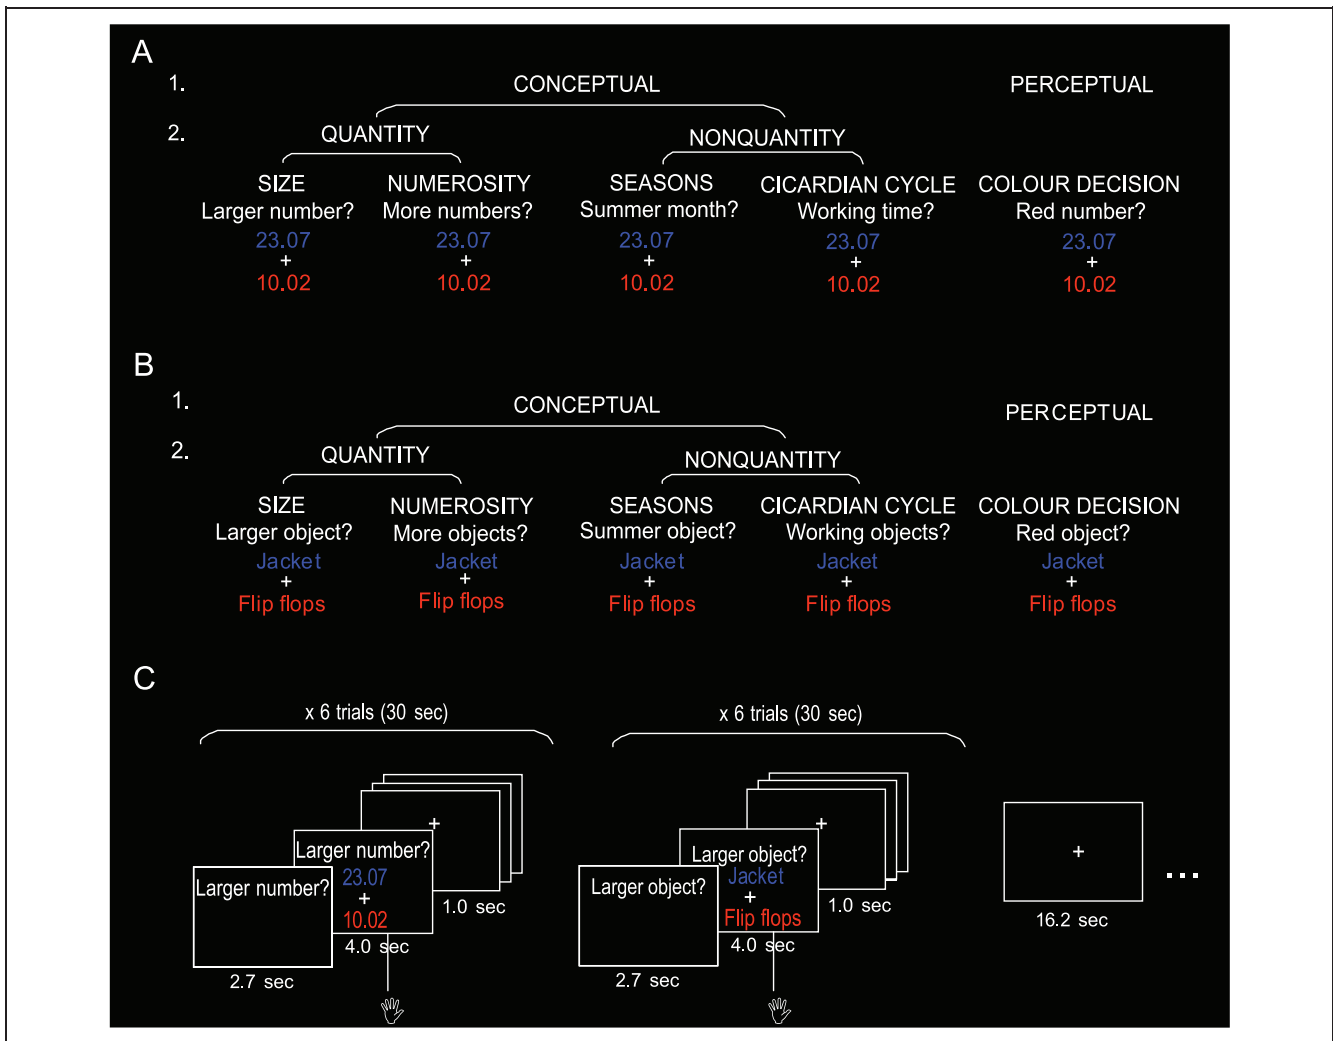 A
1. CONCEPTUAL PERCEPTUAL
2. QUANTITY NONQUANTITY
SIZE NUMEROSITY SEASONS CICARDIAN CYCLE COLOUR DECISION
Larger number? More numbers? Summer month? Working time? Red number?
23.07 23.07 23.07 23.07 23.07
+ + + + +
10.02 10.02 10.02 10.02 10.02
B
1. CONCEPTUAL PERCEPTUAL
2. QUANTITY NONQUANTITY
SIZE NUMEROSITY SEASONS CICARDIAN CYCLE COLOUR DECISION
Larger object? More objects? Summer object? Working objects? Red object?
Jacket Jacket Jacket Jacket Jacket
+ + + + +
Flip flops Flip flops Flip flops Flip flops Flip flops
C
x 6 trials (30 sec) x 6 trials (30 sec)
+ +
Larger number? Larger object?
23.07 Jacket
+ +
10.02 Flip flops
Larger number? Larger object?
+
1.0 sec 1.0 sec
4.0 sec 4.0 sec
2.7 sec 2.7 sec
16.2 sec
...